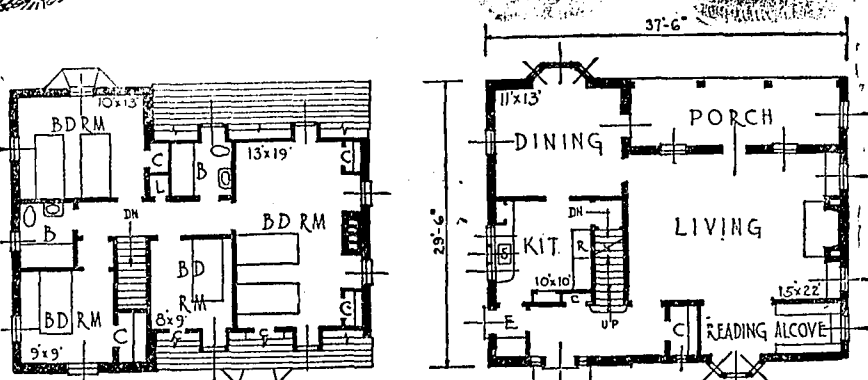 10'x13'
BD RM
C
L
B
13'x19'
C
BD RM
DN
B
BD RM
9'x9'
C
BD
RM
8'x9'
C
C
C
37'-6"
29'-6"
11'x13'
DINING
PORCH
DN
KIT.
S
R
10'x10'
C
LIVING
15'x22'
E
UP
C
READING ALCOVE